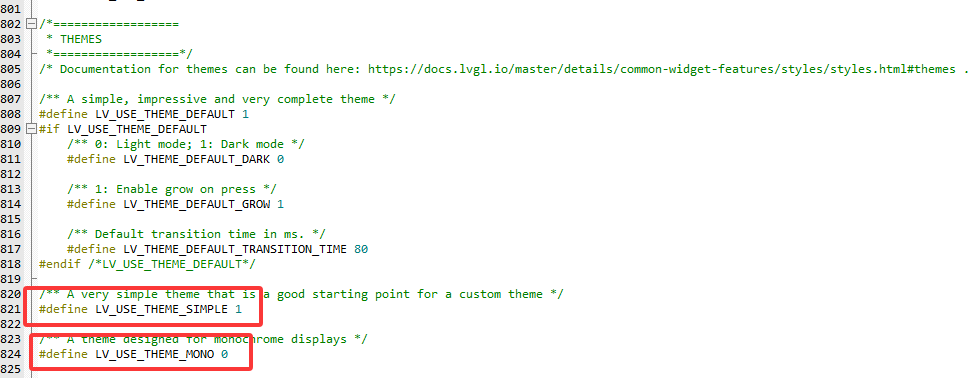 801
802 /*==================
803  * THEMES
804  *==================*/
805 /* Documentation for themes can be found here: https://docs.lvgl.io/master/details/common-widget-features/styles/styles.html#themes .
806
807 /** A simple, impressive and very complete theme */
808 #define LV_USE_THEME_DEFAULT 1
809 #if LV_USE_THEME_DEFAULT
810     /** 0: Light mode; 1: Dark mode */
811     #define LV_THEME_DEFAULT_DARK 0
812
813     /** 1: Enable grow on press */
814     #define LV_THEME_DEFAULT_GROW 1
815
816     /** Default transition time in ms. */
817     #define LV_THEME_DEFAULT_TRANSITION_TIME 80
818 #endif /*LV_USE_THEME_DEFAULT*/
819
820 /** A very simple theme that is a good starting point for a custom theme */
821 #define LV_USE_THEME_SIMPLE 1
822
823 /** A theme designed for monochrome displays */
824 #define LV_USE_THEME_MONO 0
825